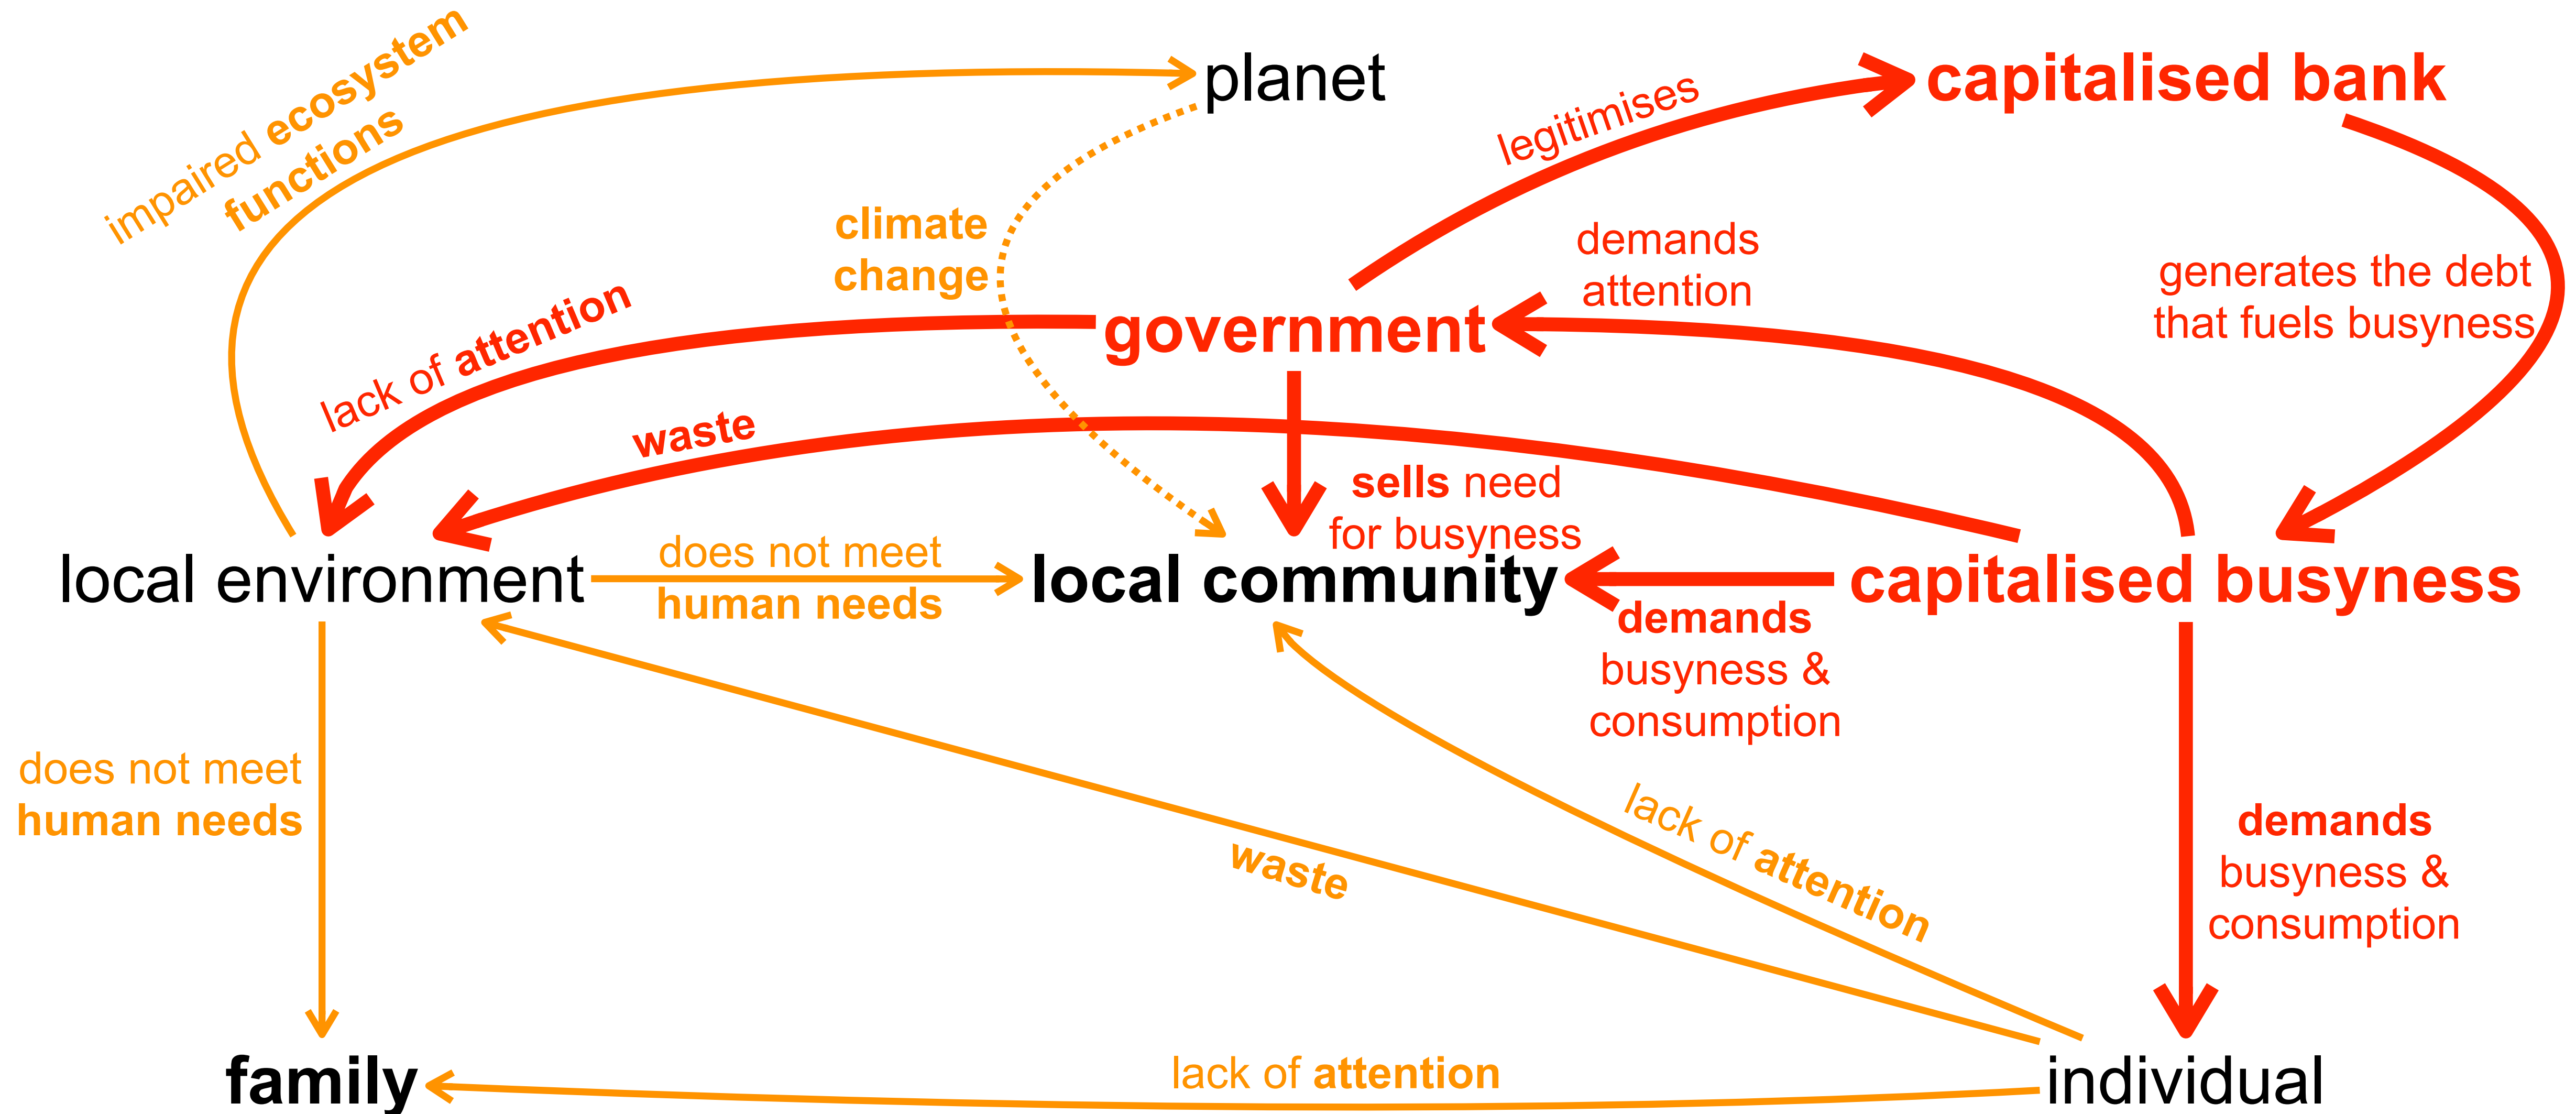 impaired ecosystem
functions
planet
capitalised bank
legitimises
climate
change
demands
attention
generates the debt
that fuels busyness
government
lack of attention
waste
sells need
for busyness
local environment
does not meet
human needs
local community
capitalised busyness
demands
busyness &
consumption
does not meet
human needs
waste
lack of attention
demands
busyness &
consumption
family
lack of attention
individual